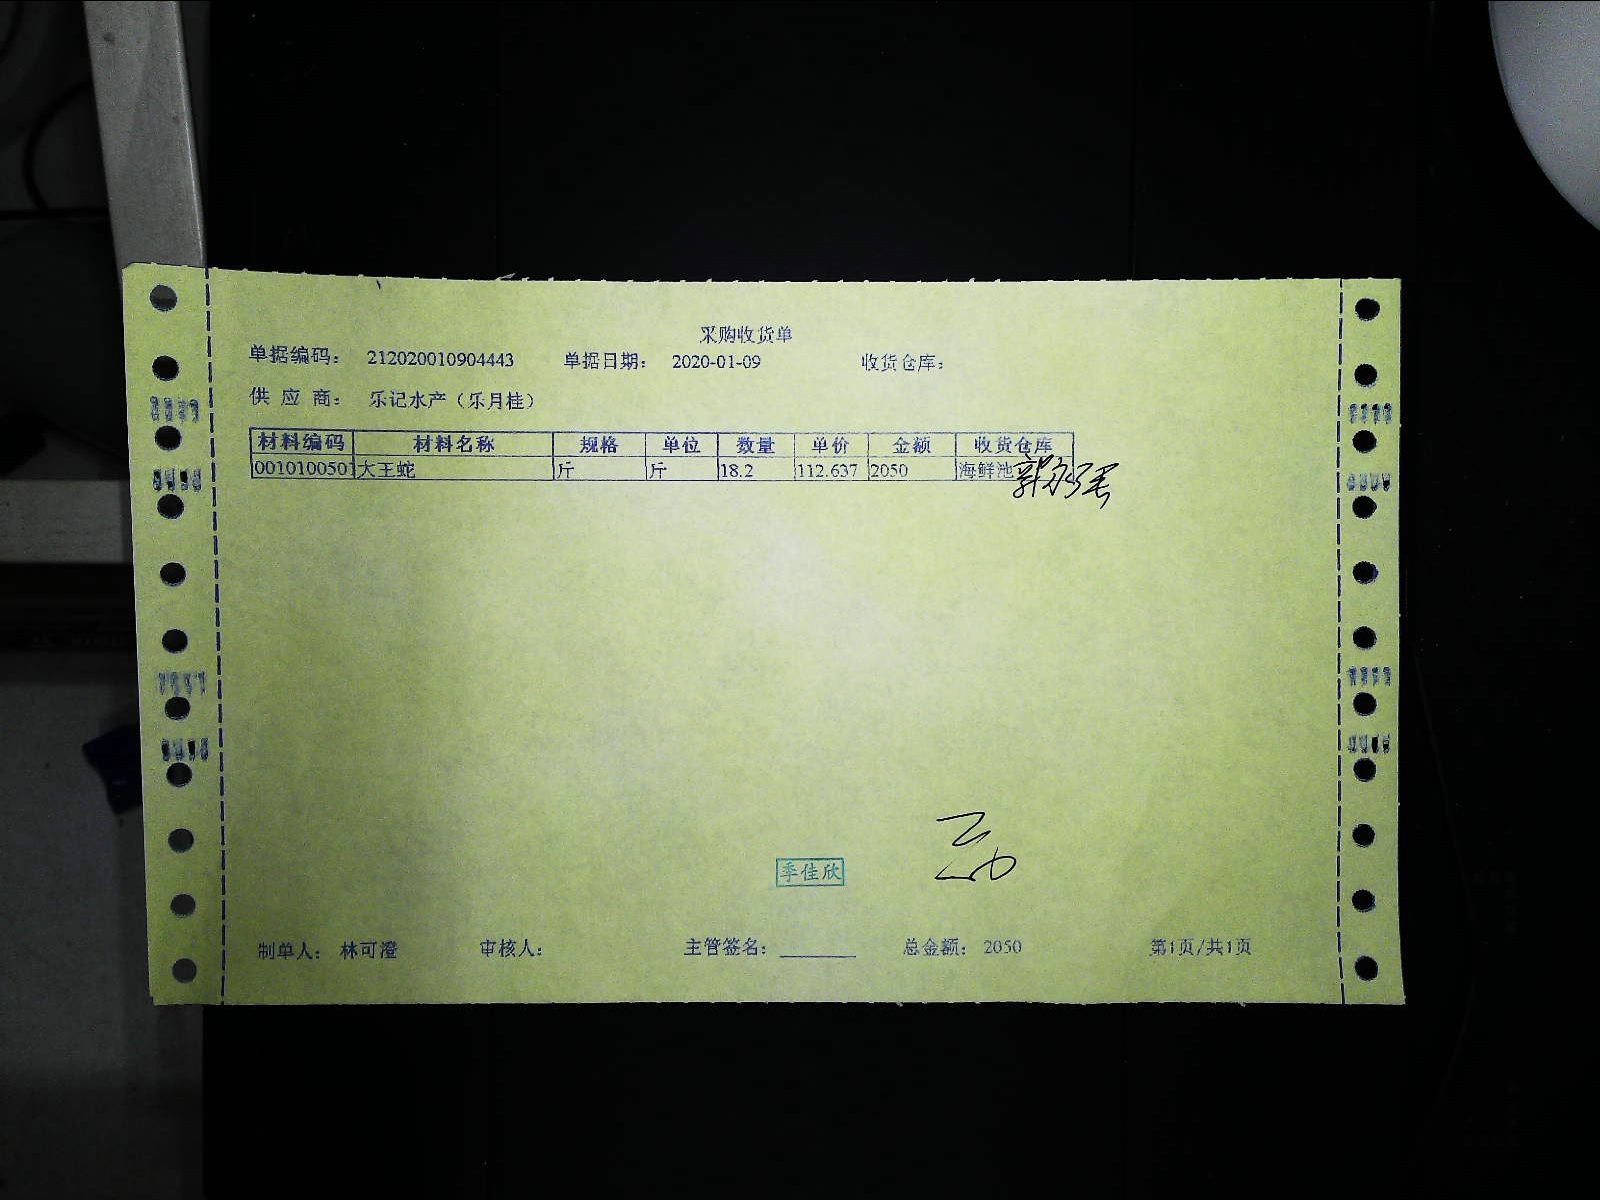 采购收货单
单据编码： 212020010904443 单据日期： 2020-01-09 收货仓库：
供 应 商： 乐记水产（乐月桂）
材料编码 材料名称 规格 单位 数量 单价 金额 收货仓库
0010100501 大王蛇 斤 斤 18.2 112.637 2050 海鲜池
季佳欣
制单人： 林可澄 审核人： 主管签名： 总金额： 2050 第1页/共1页